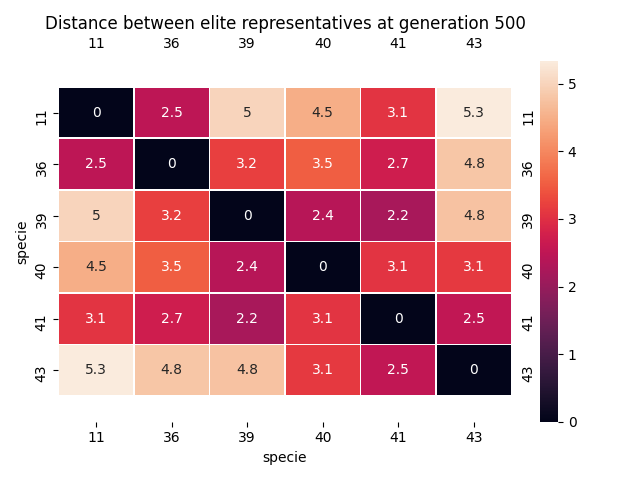 Distance between elite representatives at generation 500
11 36 39 40 41 43
11 0 2.5 5 4.5 3.1 5.3 11
36 2.5 0 3.2 3.5 2.7 4.8 36
39 5 3.2 0 2.4 2.2 4.8 39
40 4.5 3.5 2.4 0 3.1 3.1 40
41 3.1 2.7 2.2 3.1 0 2.5 41
43 5.3 4.8 4.8 3.1 2.5 0 43
11 36 39 40 41 43
specie
specie
5
4
3
2
1
0